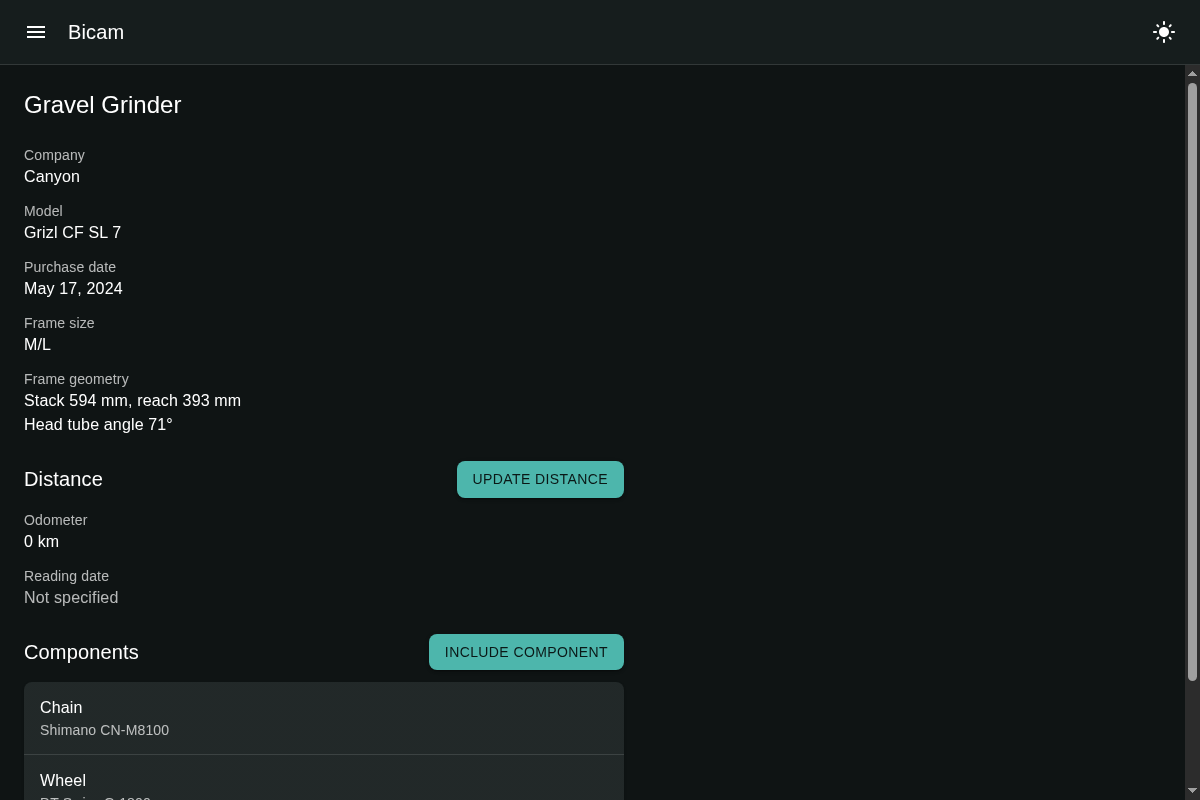 Bicam
Gravel Grinder
Company
Canyon
Model
Grizl CF SL 7
Purchase date
May 17, 2024
Frame size
M/L
Frame geometry
Stack 594 mm, reach 393 mm
Head tube angle 71°
Distance
UPDATE DISTANCE
Odometer
0 km
Reading date
Not specified
Components
INCLUDE COMPONENT
Chain
Shimano CN-M8100
Wheel